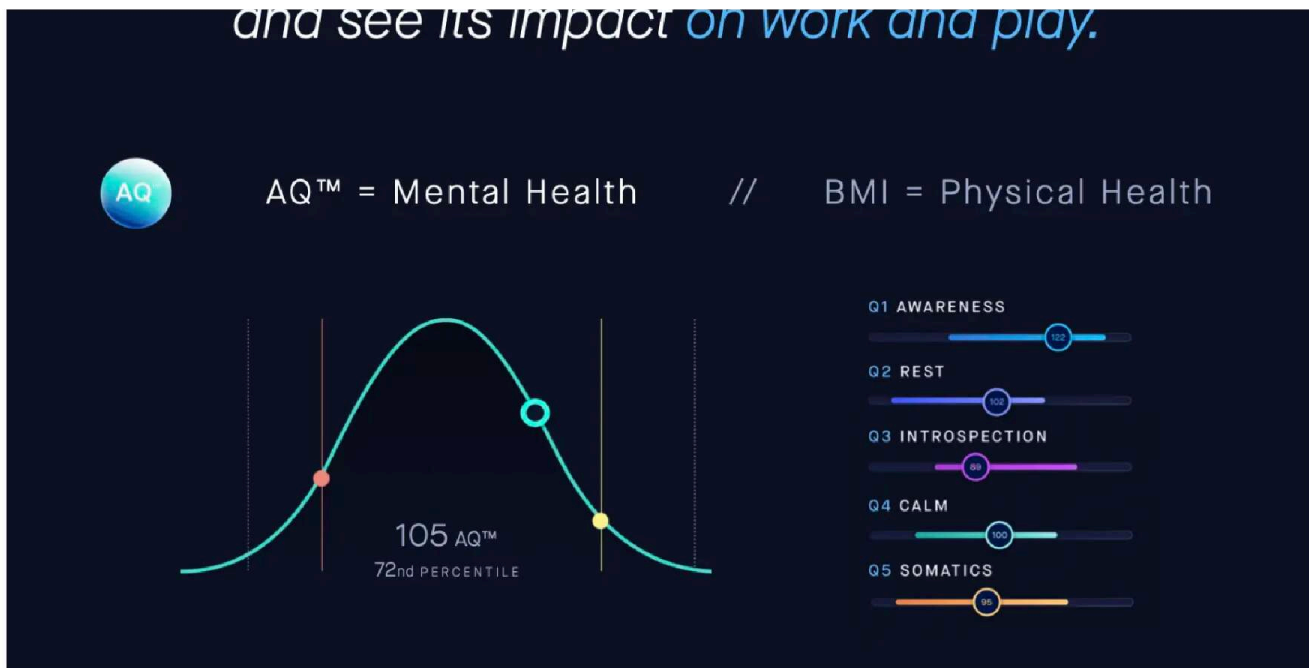 and see its impact on work and play.
AQ
AQ™ = Mental Health // BMI = Physical Health
105 AQ™
72nd PERCENTILE
Q1 AWARENESS
122
Q2 REST
102
Q3 INTROSPECTION
89
Q4 CALM
100
Q5 SOMATICS
95